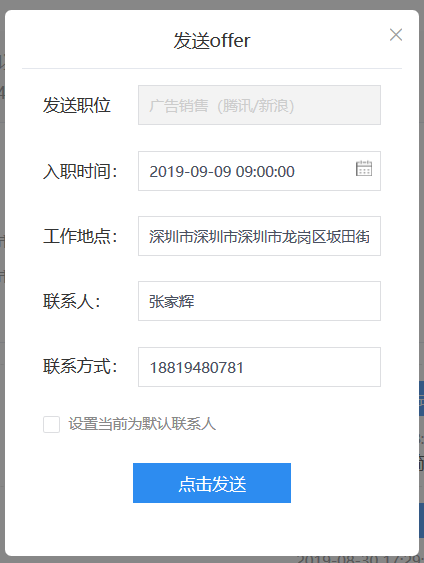 发送offer
发送职位
广告销售（腾讯/新浪）
入职时间：
2019-09-09 09:00:00
工作地点：
深圳市深圳市深圳市龙岗区坂田街
联系人：
张家辉
联系方式：
18819480781
设置当前为默认联系人
点击发送